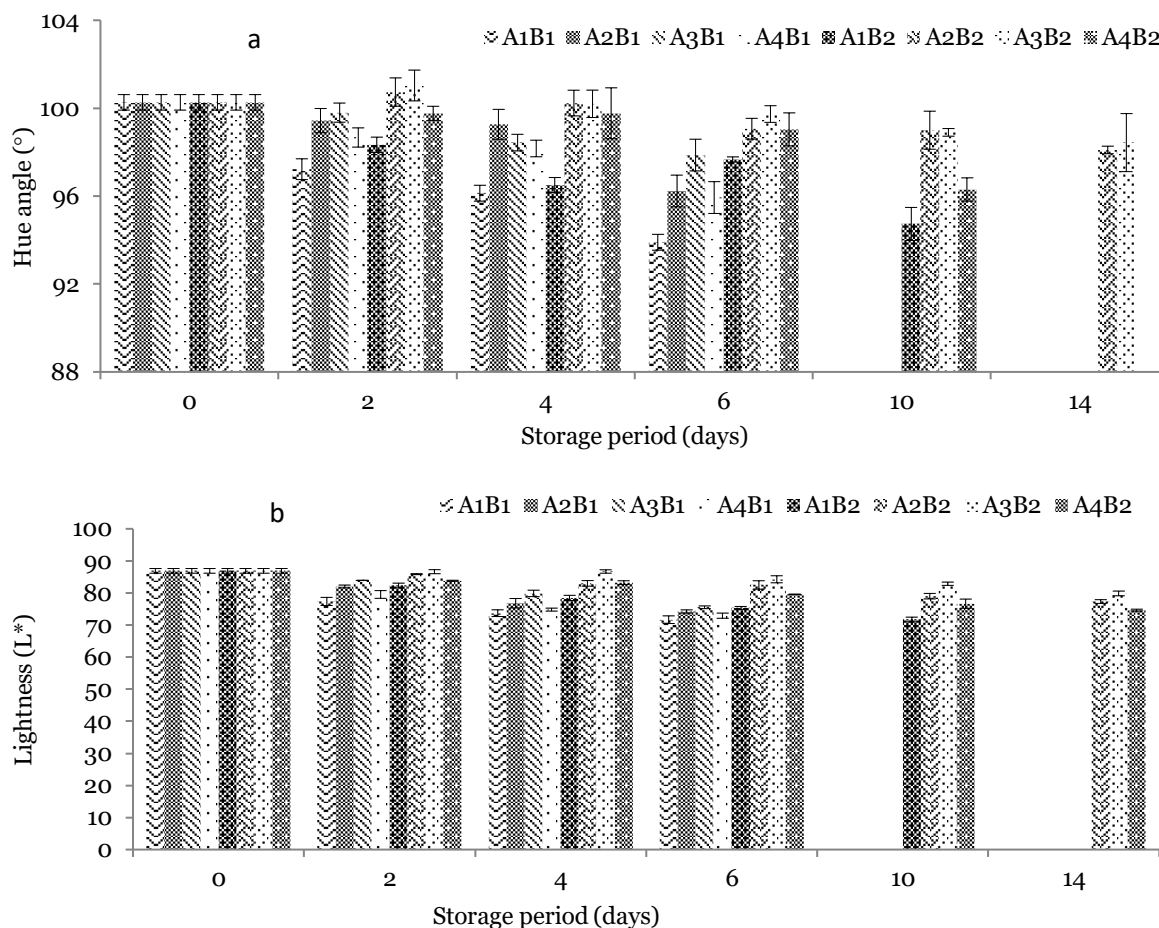 104
a
A1B1 A2B1 A3B1 A4B1 A1B2 A2B2 A3B2 A4B2
100
96
92
88
Hue angle (°)
0 2 4 6 10 14
Storage period (days)
b
A1B1 A2B1 A3B1 A4B1 A1B2 A2B2 A3B2 A4B2
100
90
80
70
60
50
40
30
20
10
0
Lightness (L*)
0 2 4 6 10 14
Storage period (days)